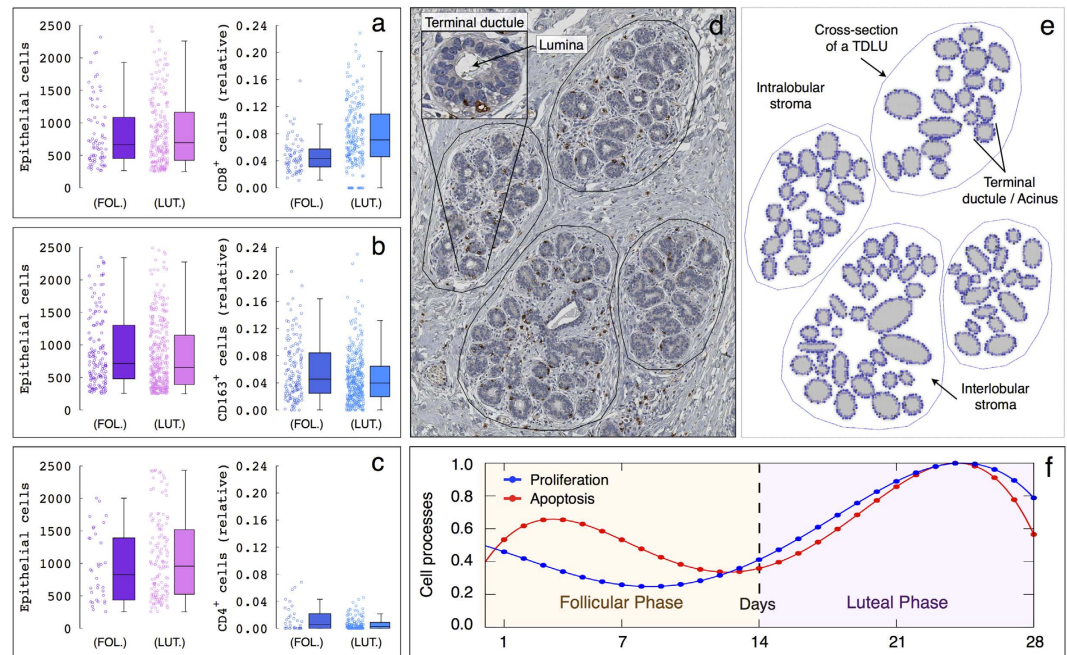 a
Epithelial cells
2500
2000
1500
1000
500
0
(FOL.) (LUT.)
CD8+ cells (relative)
0.24
0.20
0.16
0.12
0.08
0.04
0.00
(FOL.) (LUT.)
b
Epithelial cells
2500
2000
1500
1000
500
0
(FOL.) (LUT.)
CD163+ cells (relative)
0.24
0.20
0.16
0.12
0.08
0.04
0.00
(FOL.) (LUT.)
c
Epithelial cells
2500
2000
1500
1000
500
0
(FOL.) (LUT.)
CD4+ cells (relative)
0.24
0.20
0.16
0.12
0.08
0.04
0.00
(FOL.) (LUT.)
d
Terminal ductule
Lumina
e
Cross-section
of a TDLU
Intralobular
stroma
Terminal
ductule / Acinus
Interlobular
stroma
f
Cell processes
1.0
0.8
0.6
0.4
0.2
0.0
Proliferation
Apoptosis
Follicular Phase
Days
Luteal Phase
1 7 14 21 28